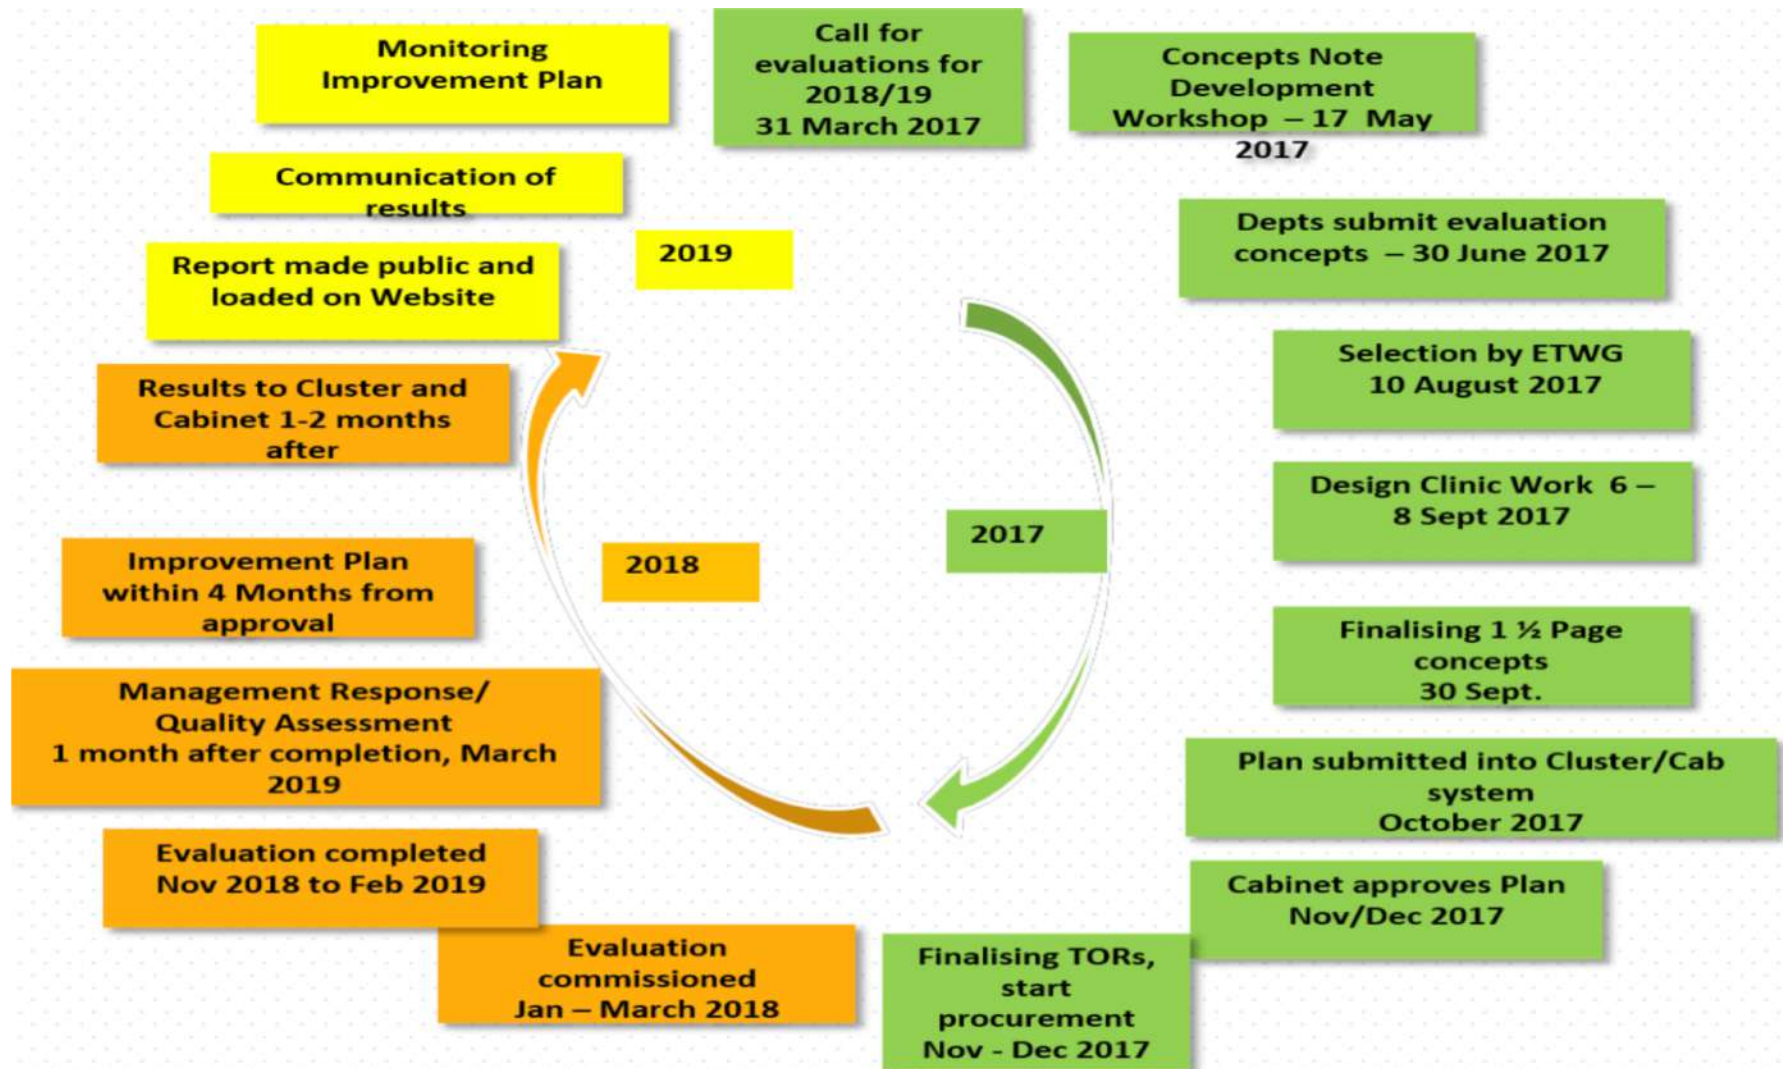 Call for
evaluations for
2018/19
31 March 2017
Concepts Note
Development
Workshop – 17 May
2017
Depts submit evaluation
concepts – 30 June 2017
Selection by ETWG
10 August 2017
Design Clinic Work 6 –
8 Sept 2017
Finalising 1 ½ Page
concepts
30 Sept.
Plan submitted into Cluster/Cab
system
October 2017
Cabinet approves Plan
Nov/Dec 2017
Finalising TORs,
start
procurement
Nov - Dec 2017
Evaluation
commissioned
Jan – March 2018
Evaluation completed
Nov 2018 to Feb 2019
Management Response/
Quality Assessment
1 month after completion, March
2019
Improvement Plan
within 4 Months from
approval
Results to Cluster and
Cabinet 1-2 months
after
Report made public and
loaded on Website
Communication of
results
Monitoring
Improvement Plan
2017
2018
2019